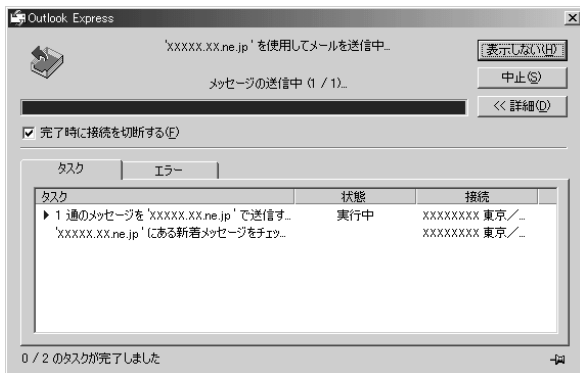 Outlook Express
'xxxxx.xx.ne.jp' を使用してメールを送信中...
表示しない(H)
メッセージの送信中 (1 / 1)...
中止(S)
<< 詳細(D)
完了時に接続を切断する(F)
タスク エラー
タスク 状態 接続
1 通のメッセージを 'xxxxx.xx.ne.jp' で送信す... 実行中 xxxxxxxx 東京／...
'xxxxx.xx.ne.jp' にある新着メッセージをチェッ... xxxxxxxx 東京／...
0 / 2 のタスクが完了しました